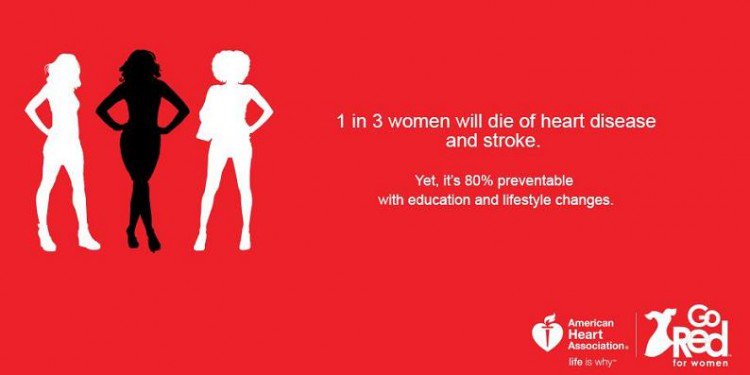 1 in 3 women will die of heart disease
and stroke.
Yet, it's 80% preventable
with education and lifestyle changes.
American
Heart
Association®
life is why™
Go
Red
for women